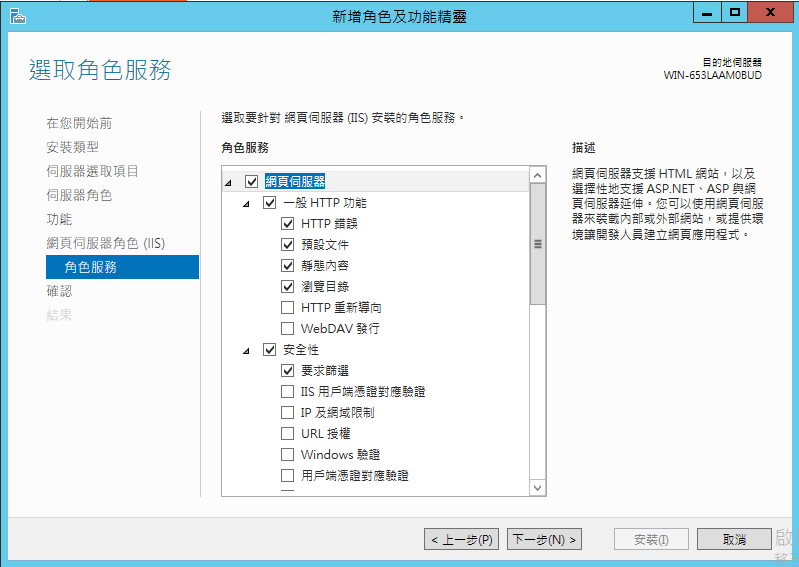 新增角色及功能精靈
選取角色服務
目的地伺服器
WIN-653LAAM0BUD
在您開始前
安裝類型
伺服器選取項目
伺服器角色
功能
網頁伺服器角色 (IIS)
角色服務
確認
結果
選取要針對 網頁伺服器 (IIS) 安裝的角色服務。
角色服務
網頁伺服器
一般 HTTP 功能
HTTP 錯誤
預設文件
靜態內容
瀏覽目錄
HTTP 重新導向
WebDAV 發行
安全性
要求篩選
IIS 用戶端憑證對應驗證
IP 及網域限制
URL 授權
Windows 驗證
用戶端憑證對應驗證
描述
網頁伺服器支援 HTML 網站，以及
選擇性地支援 ASP.NET、ASP 與網
頁伺服器延伸。您可以使用網頁伺服
器來裝載內部或外部網站，或提供環
境讓開發人員建立網頁應用程式。
< 上一步(P)
下一步(N) >
安裝(I)
取消
啟